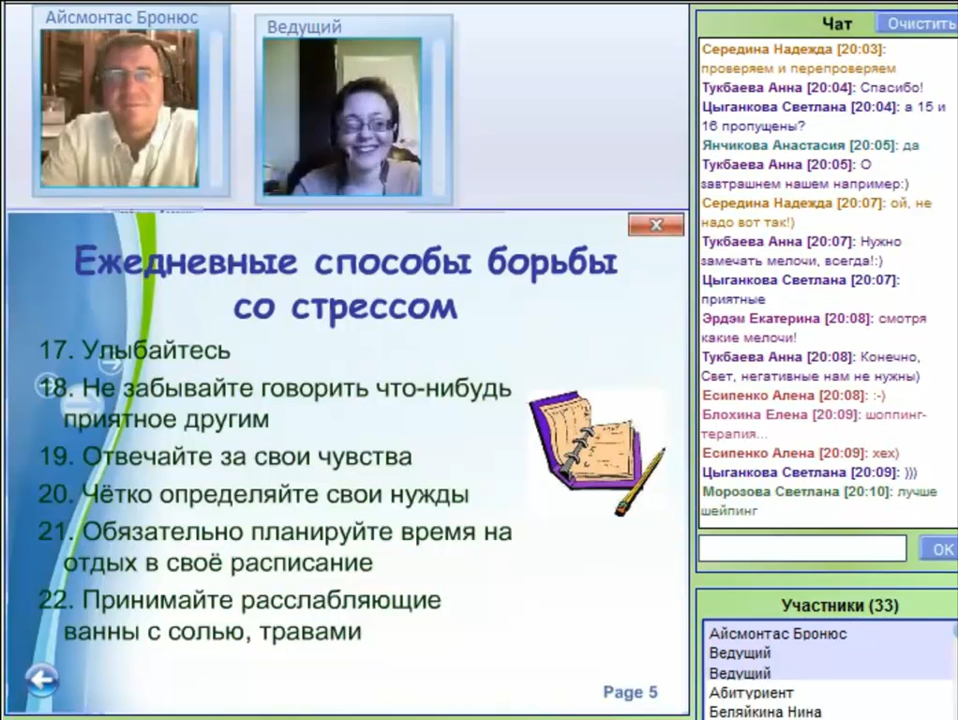 Айсмонтас Бронюс
Ведущий
Ежедневные способы борьбы
со стрессом
17. Улыбайтесь
18. Не забывайте говорить что-нибудь
приятное другим
19. Отвечайте за свои чувства
20. Чётко определяйте свои нужды
21. Обязательно планируйте время на
отдых в своё расписание
22. Принимайте расслабляющие
ванны с солью, травами
Page 5
Чат
Очистить
Середина Надежда [20:03]:
проверяем и перепроверяем
Тукбаева Анна [20:04]: Спасибо!
Цыганкова Светлана [20:04]: а 15 и
16 пропущены?
Янчикова Анастасия [20:05]: да
Тукбаева Анна [20:05]: О
завтрашнем нашем например:)
Середина Надежда [20:07]: ой, не
надо вот так!)
Тукбаева Анна [20:07]: Нужно
замечать мелочи, всегда!:)
Цыганкова Светлана [20:07]:
приятные
Эрдэм Екатерина [20:08]: смотря
какие мелочи!
Тукбаева Анна [20:08]: Конечно,
Свет, негативные нам не нужны)
Есипенко Алена [20:08]: :-)
Блохина Елена [20:09]: шоппинг-
терапия...
Есипенко Алена [20:09]: хех)
Цыганкова Светлана [20:09]: )))
Морозова Светлана [20:10]: лучше
шейпинг
ОК
Участники (33)
Айсмонтас Бронюс
Ведущий
Ведущий
Абитуриент
Беляйкина Нина